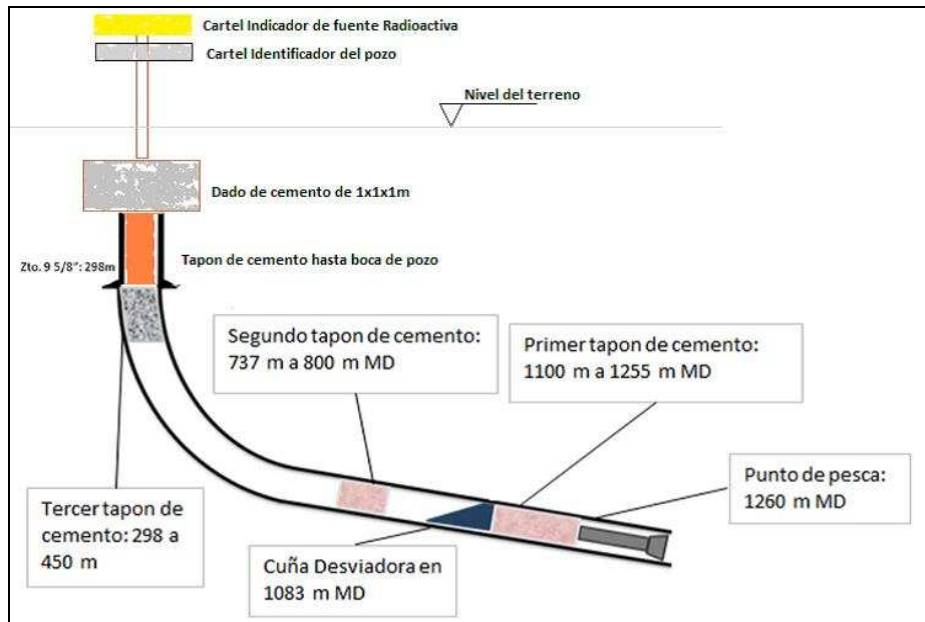 Cartel Indicador de fuente Radioactiva
Cartel Identificador del pozo
Nivel del terreno
Dado de cemento de 1x1x1m
Zto. 9 5/8": 298m
Tapon de cemento hasta boca de pozo
Segundo tapon de cemento:
737 m a 800 m MD
Primer tapon de cemento:
1100 m a 1255 m MD
Punto de pesca:
1260 m MD
Tercer tapon de
cemento: 298 a
450 m
Cuña Desviadora en
1083 m MD